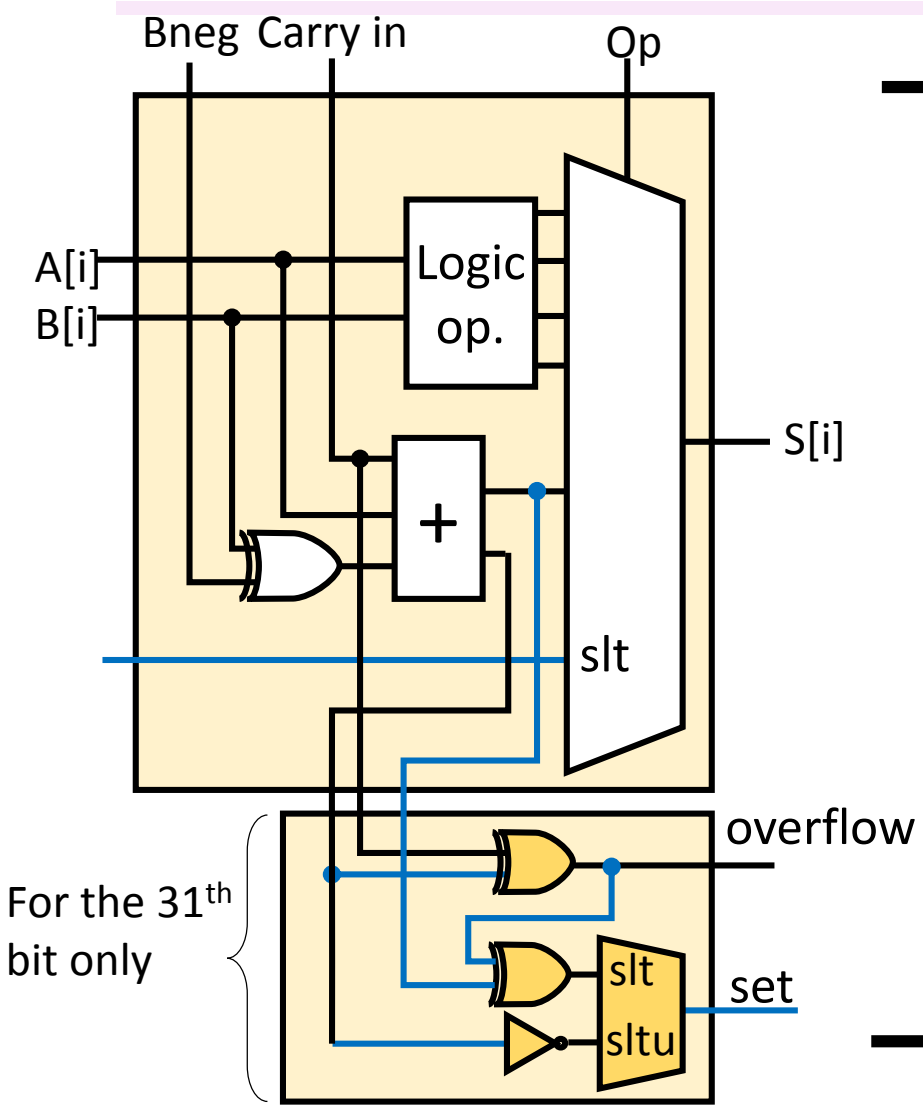 Bneg Carry in
Op
A[i]
B[i]
Logic
op.
S[i]
+
slt
overflow
For the 31th
bit only
slt
set
sltu